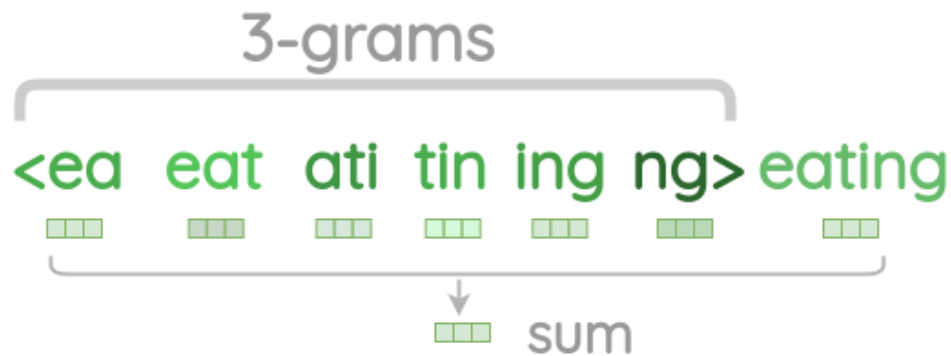 3-grams
<ea eat ati tin ing ng> eating
sum